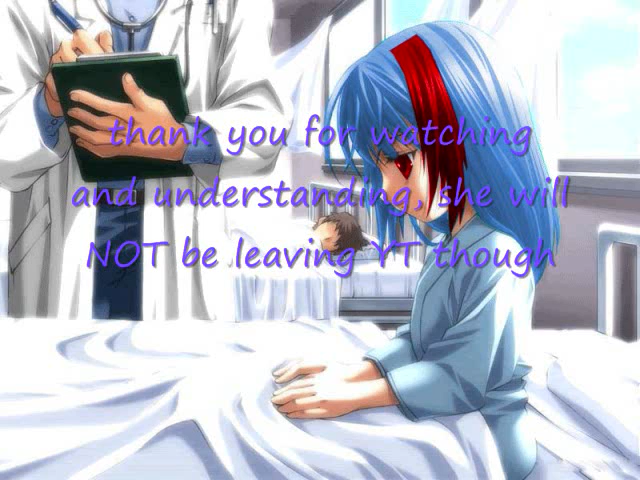 thank you for watching
and understanding, she will
NOT be leaving YT though